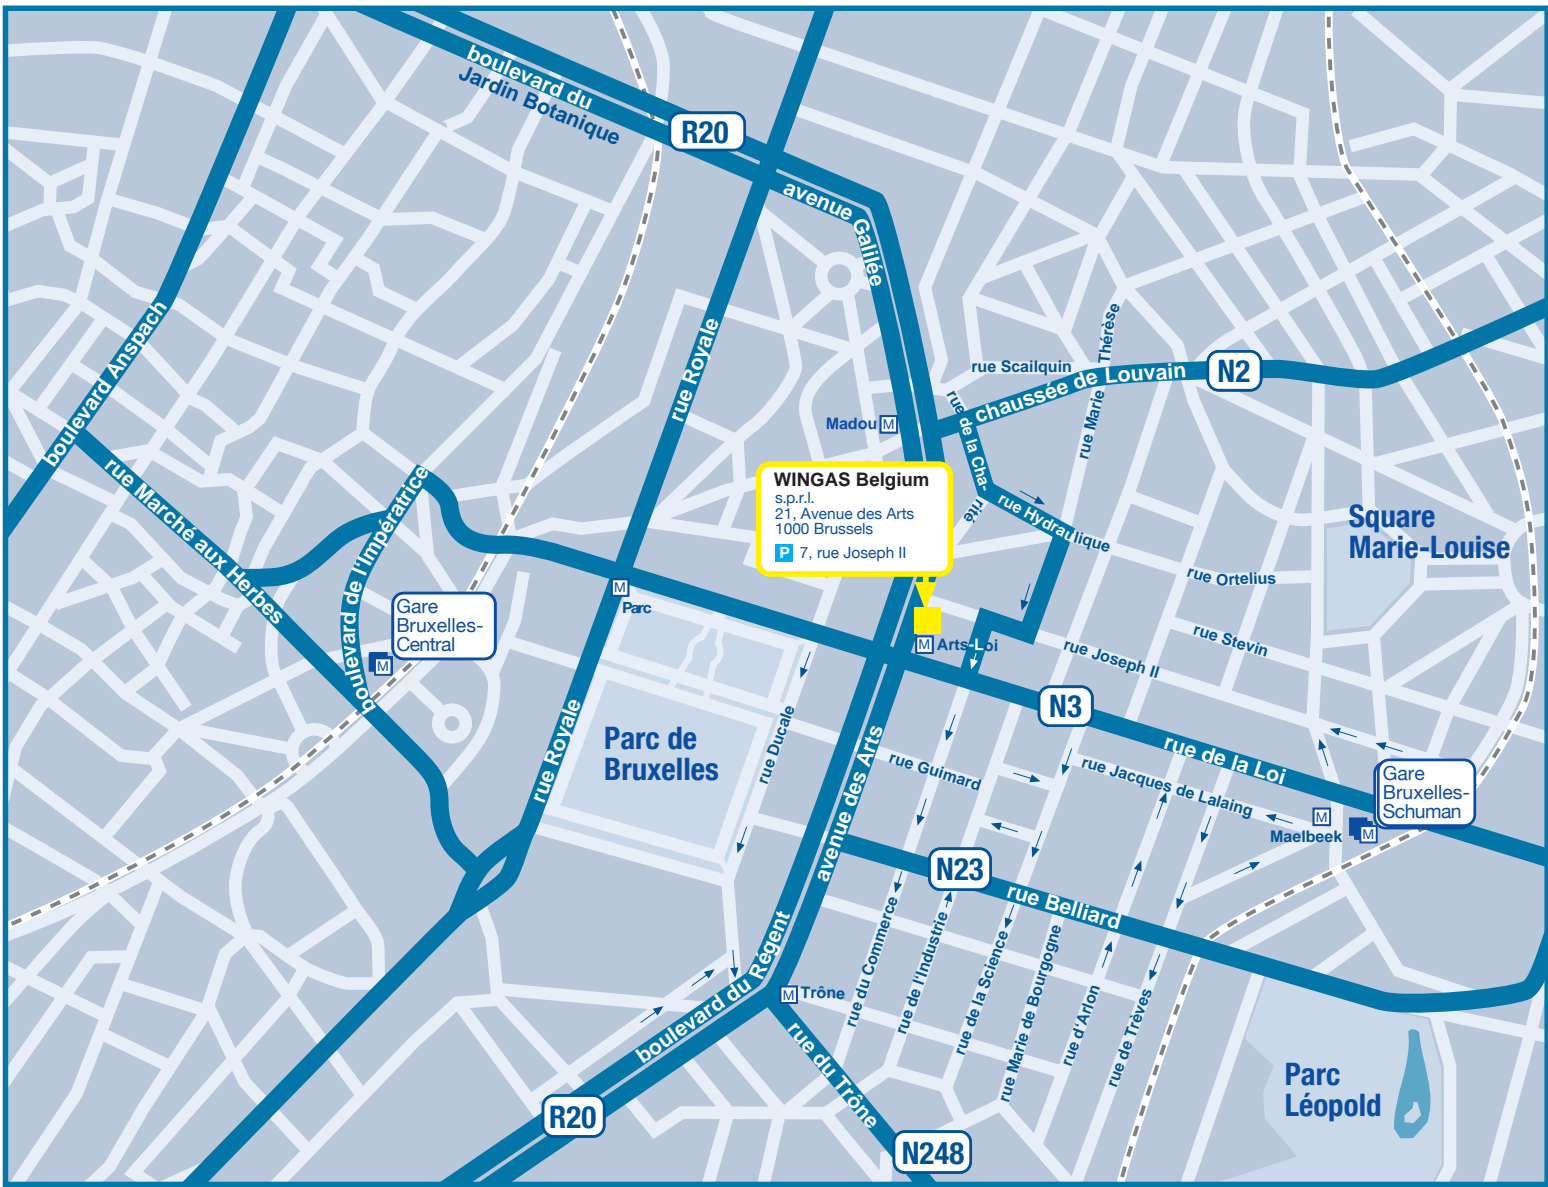 boulevard du
Jardin Botanique
R20
avenue Galilée
boulevard Anspach
rue Royale
rue Marie Thérèse
rue Scailquin
chaussée de Louvain
N2
Madou M
rue de la Cha-
rité
rue Hydraulique
WINGAS Belgium
s.p.r.l.
21, Avenue des Arts
1000 Brussels
P 7, rue Joseph II
rue Marché aux Herbes
boulevard de l'Impératrice
Square
Marie-Louise
rue Ortelius
rue Stevin
M
Parc
Gare
Bruxelles-
Central
M
M Arts-Loi
rue Joseph II
N3
rue de la Loi
Parc de
Bruxelles
rue Royale
rue Ducale
avenue des Arts
rue Guimard
rue Jacques de Lalaing
Gare
Bruxelles-
Schuman
M
Maelbeek
M
N23
rue Belliard
rue du Commerce
rue de l'Industrie
rue de la Science
rue Marie de Bourgogne
rue d'Arlon
rue de Trèves
boulevard du Régent
M Trône
rue du Trône
R20
N248
Parc
Léopold